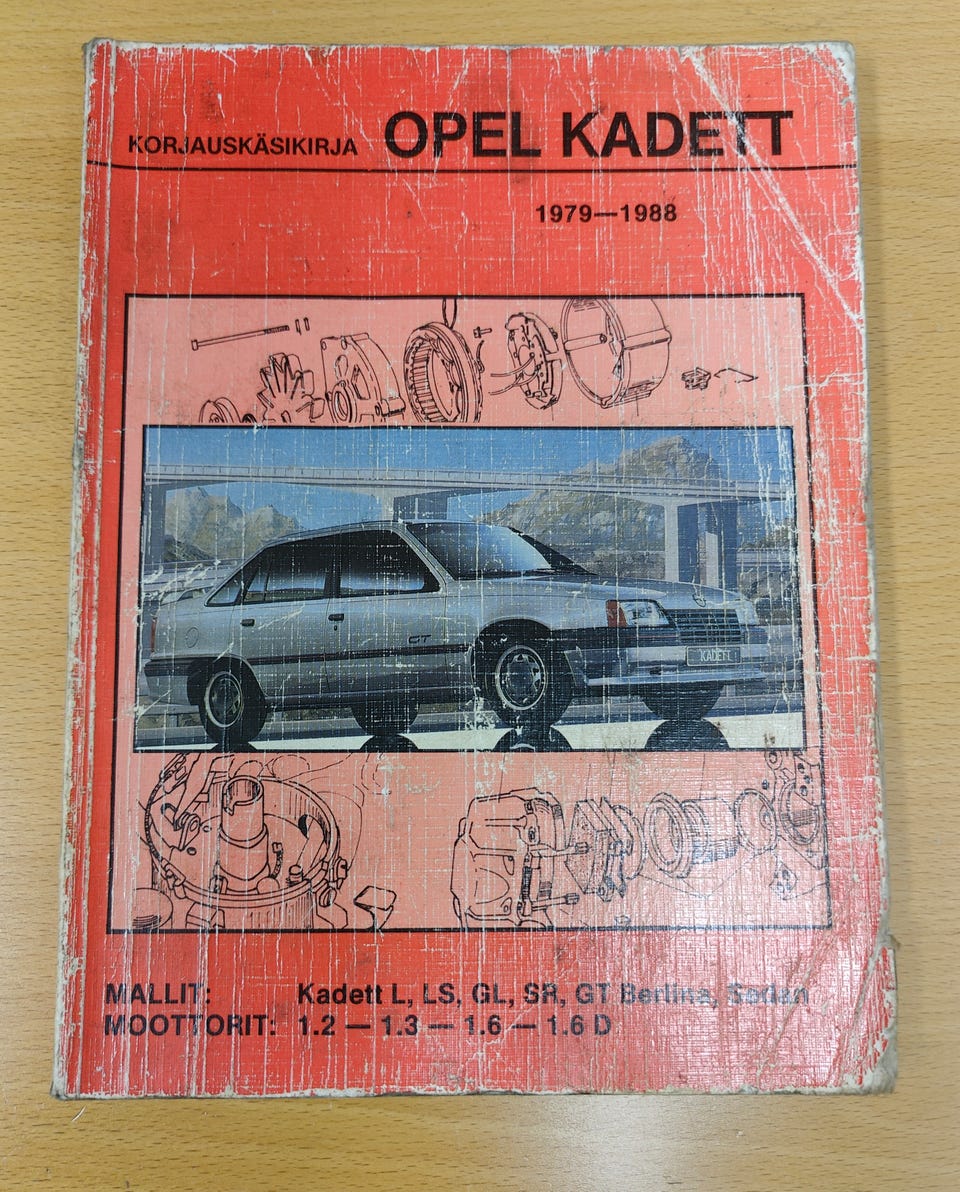 KORJAUSKÄSIKIRJA OPEL KADETT
1979—1988
GT
KADETT
MALLIT: Kadett L, LS, GL, SR, GT Berlina, Sedan
MOOTTORIT: 1.2 — 1.3 — 1.6 — 1.6 D